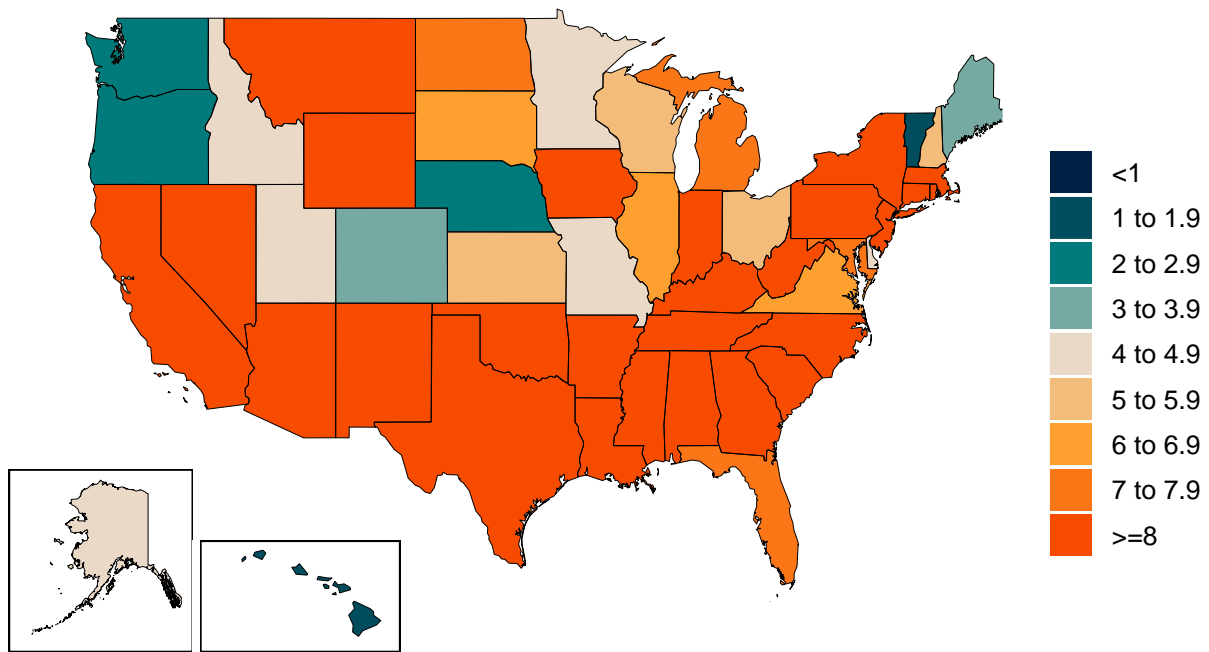 <1
1 to 1.9
2 to 2.9
3 to 3.9
4 to 4.9
5 to 5.9
6 to 6.9
7 to 7.9
>=8